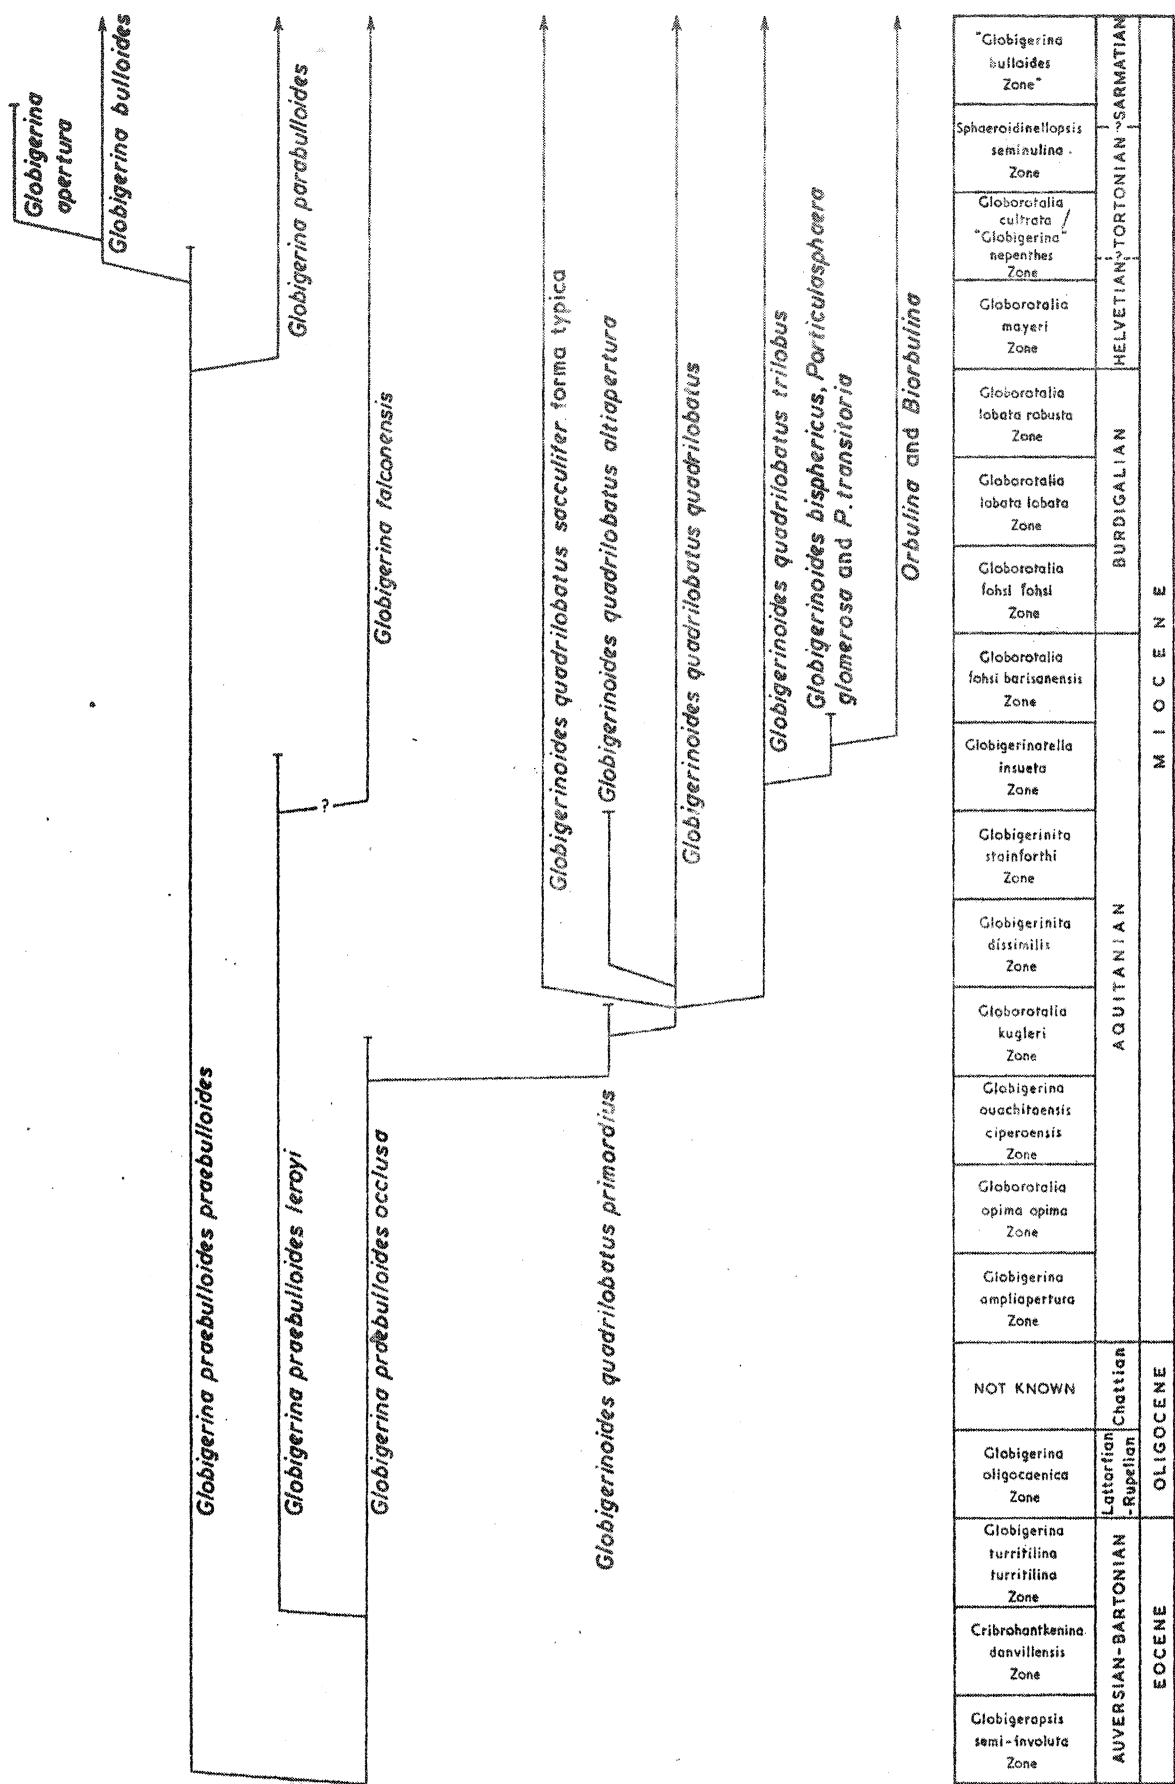 Globigerina
apertura
Globigerina bulloides
Globigerina parabulloides
Globigerina praebulloides praebulloides
Globigerina praebulloides leroyi
?
Globigerina falconensis
Globigerina praebulloides occlusa
Globigerinoides quadrilobatus sacculifer forma typica
Globigerinoides quadrilobatus altiapertura
Globigerinoides quadrilobatus primordius
Globigerinoides quadrilobatus quadrilobatus
Globigerinoides quadrilobatus trilobus
Globigerinoides bisphericus, Porticulasphaera
glomerosa and P. transitoria
Orbulina and Biorbulina
"Globigerina
bulloides
Zone"
Sphaeroidinellopsis
seminulina
Zone
Globorotalia
cultrata /
"Globigerina"
nepenthes
Zone
Globorotalia
mayeri
Zone
Globorotalia
lobata robusta
Zone
Globorotalia
lobata lobata
Zone
Globorotalia
fohsi fohsi
Zone
Globorotalia
fohsi barisanensis
Zone
Globigerinatella
insueta
Zone
Globigerinita
stainforthi
Zone
Globigerinita
dissimilis
Zone
Globorotalia
kugleri
Zone
Globigerina
ouachitaensis
ciperoensis
Zone
Globorotalia
opima opima
Zone
Globigerina
ampliapertura
Zone
NOT KNOWN
Globigerina
oligocaenica
Zone
Globigerina
turritilina
turritilina
Zone
Cribrohantkenina
danvillensis
Zone
Globigerapsis
semi-involuta
Zone
HELVETIAN ? TORTONIAN ? SARMATIAN
BURDIGALIAN
AQUITANIAN
Chattian
Lattorfian
-Rupelian
AUVERSIAN-BARTONIAN
MIOCENE
OLIGOCENE
EOCENE